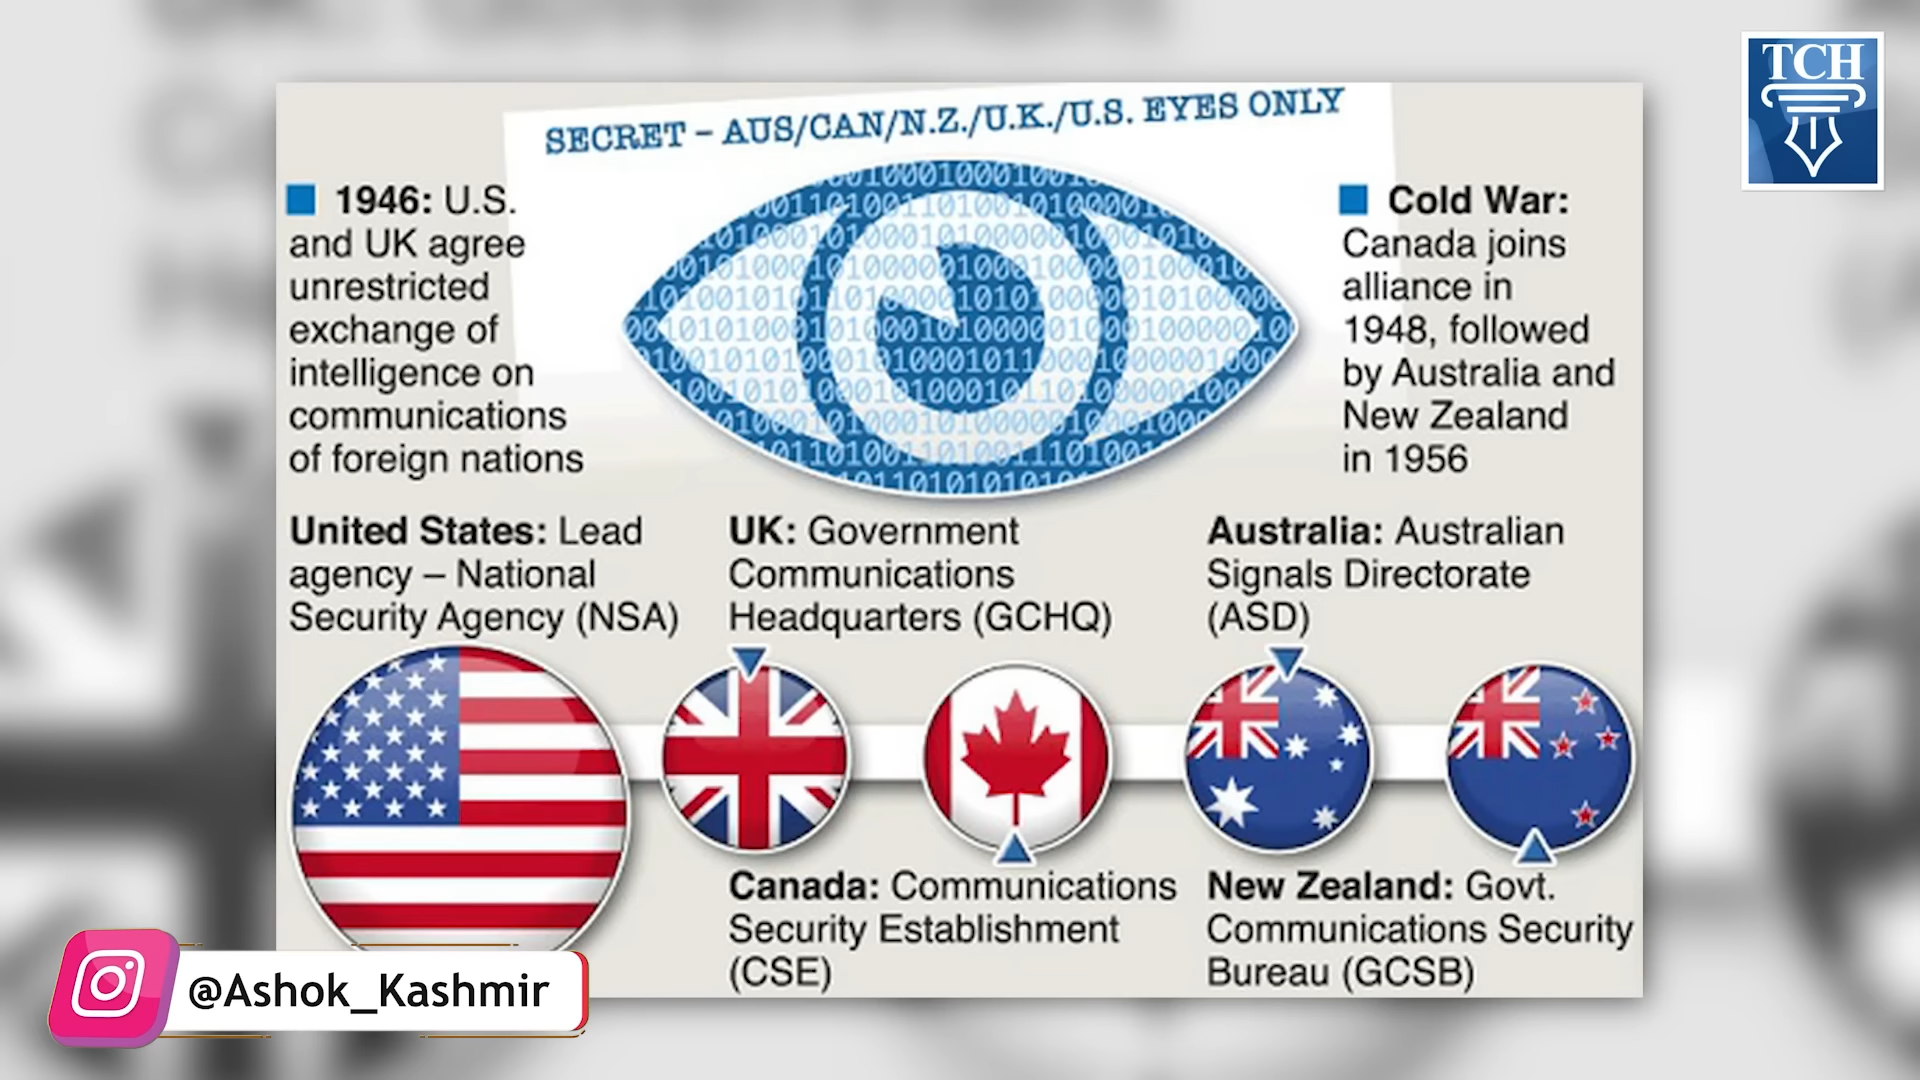 TCH
SECRET – AUS/CAN/N.Z./U.K./U.S. EYES ONLY
1946: U.S.
and UK agree
unrestricted
exchange of
intelligence on
communications
of foreign nations
Cold War:
Canada joins
alliance in
1948, followed
by Australia and
New Zealand
in 1956
United States: Lead
agency – National
Security Agency (NSA)
UK: Government
Communications
Headquarters (GCHQ)
Australia: Australian
Signals Directorate
(ASD)
Canada: Communications
Security Establishment
(CSE)
New Zealand: Govt.
Communications Security
Bureau (GCSB)
@Ashok_Kashmir